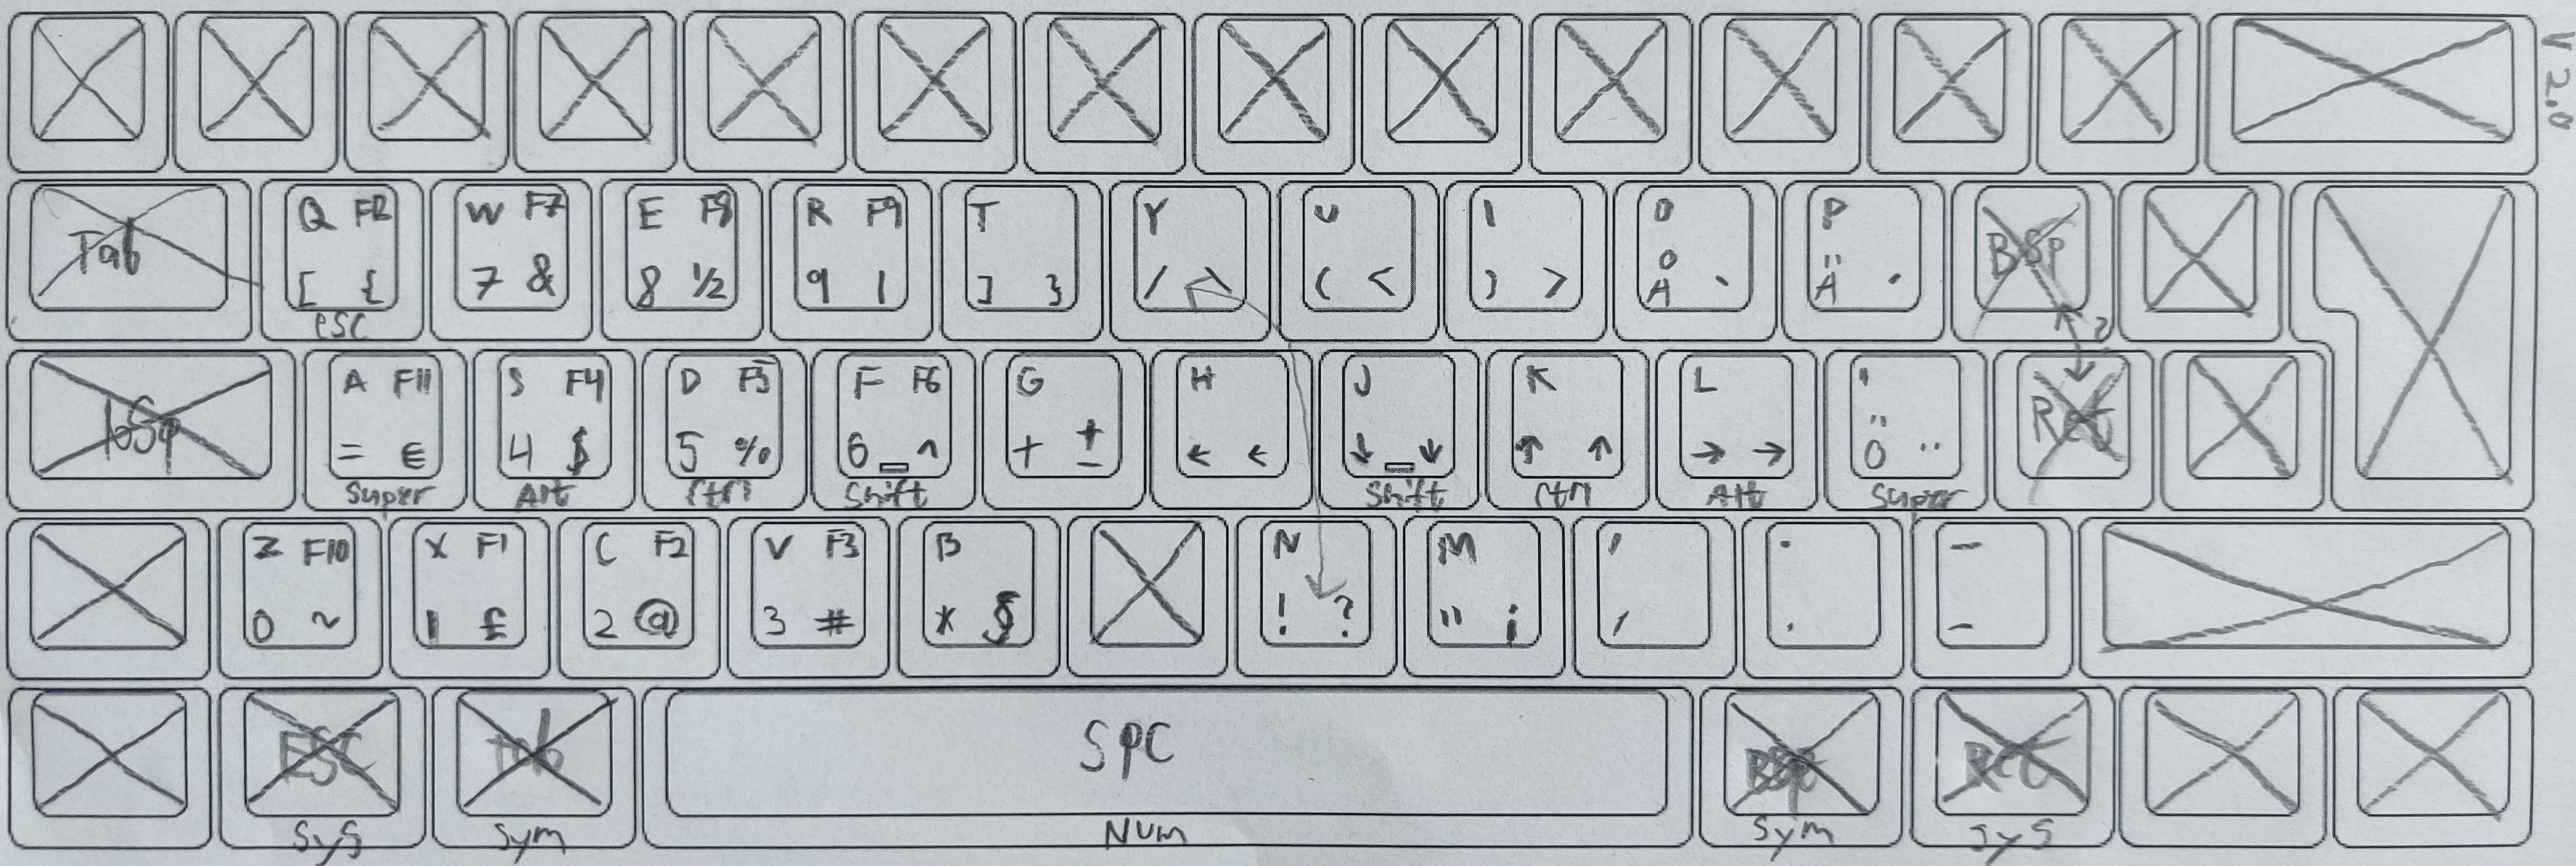 V 2.0
Tab Q F12 W F7 E F8 R F9 T Y U I O P BSP
[ { 7 & 8 ½ 9 | ] } / \ ( < ) > Å ` Ä ´
esc ?
BSP A F11 S F4 D F5 F F6 G H J K L ' RET
= € 4 $ 5 % 6 ^ + ± ← ← ↓ ↓ ↑ ↑ → → Ö ¨
Super Alt Ctrl Shift Shift Ctrl Alt Super
Z F10 X F1 C F2 V F3 B N M , . -
0 ~ 1 £ 2 @ 3 # * § ! ? " ¡ , . -
ESC Tab SPC RET
Sys Sym Num Sym Sys